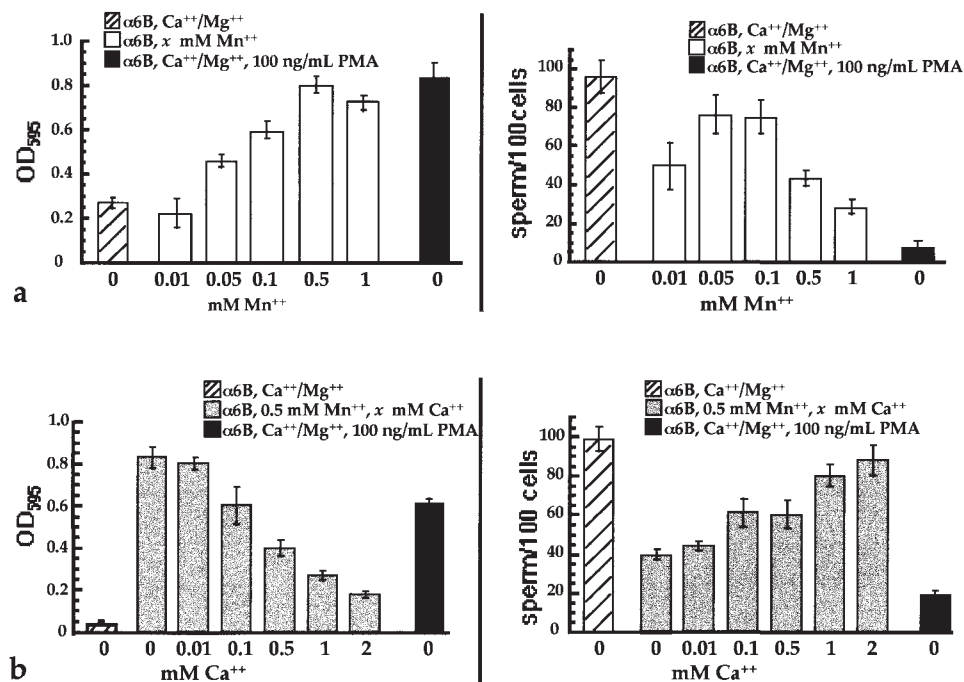 α6B, Ca⁺⁺/Mg⁺⁺
α6B, x mM Mn⁺⁺
α6B, Ca⁺⁺/Mg⁺⁺, 100 ng/mL PMA
1.0
0.8
0.6
0.4
0.2
0
OD₅₉₅
0 0.01 0.05 0.1 0.5 1 0
mM Mn⁺⁺
a
α6B, Ca⁺⁺/Mg⁺⁺
α6B, x mM Mn⁺⁺
α6B, Ca⁺⁺/Mg⁺⁺, 100 ng/mL PMA
100
80
60
40
20
0
sperm/100cells
0 0.01 0.05 0.1 0.5 1 0
mM Mn⁺⁺
α6B, Ca⁺⁺/Mg⁺⁺
α6B, 0.5 mM Mn⁺⁺, x mM Ca⁺⁺
α6B, Ca⁺⁺/Mg⁺⁺, 100 ng/mL PMA
1.0
0.8
0.6
0.4
0.2
0
OD₅₉₅
0 0 0.01 0.1 0.5 1 2 0
mM Ca⁺⁺
b
α6B, Ca⁺⁺/Mg⁺⁺
α6B, 0.5 mM Mn⁺⁺, x mM Ca⁺⁺
α6B, Ca⁺⁺/Mg⁺⁺, 100 ng/mL PMA
100
80
60
40
20
0
sperm/100 cells
0 0 0.01 0.1 0.5 1 2 0
mM Ca⁺⁺